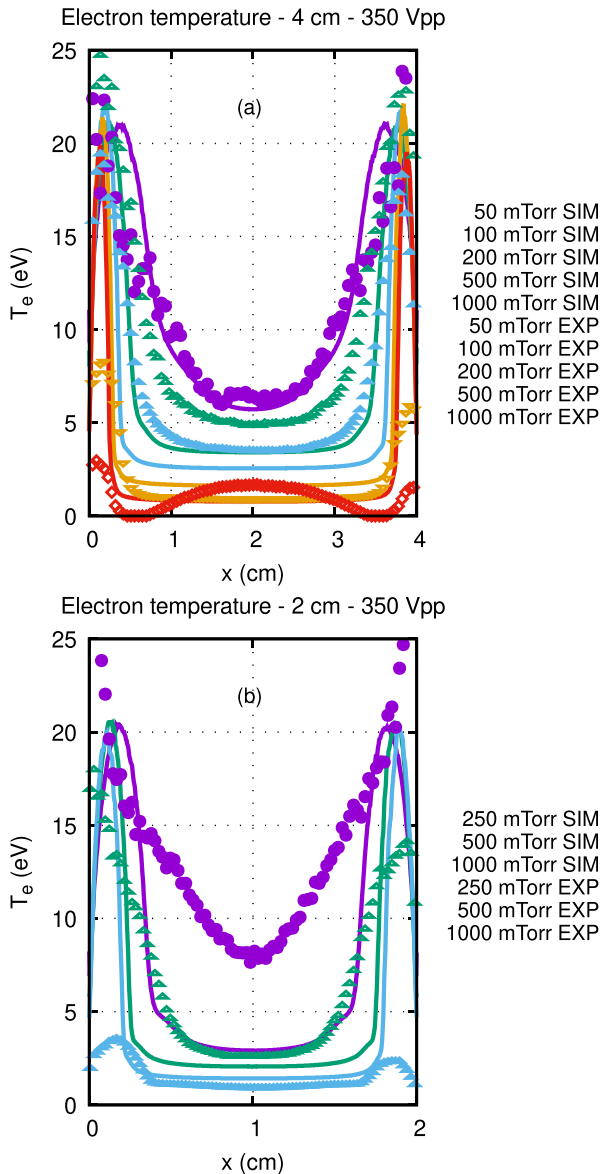 Electron temperature - 4 cm - 350 Vpp
25
20
15
10
5
0
T_e (eV)
(a)
0 1 2 3 4
x (cm)
50 mTorr SIM
100 mTorr SIM
200 mTorr SIM
500 mTorr SIM
1000 mTorr SIM
50 mTorr EXP
100 mTorr EXP
200 mTorr EXP
500 mTorr EXP
1000 mTorr EXP
Electron temperature - 2 cm - 350 Vpp
25
20
15
10
5
0
T_e (eV)
(b)
0 1 2
x (cm)
250 mTorr SIM
500 mTorr SIM
1000 mTorr SIM
250 mTorr EXP
500 mTorr EXP
1000 mTorr EXP